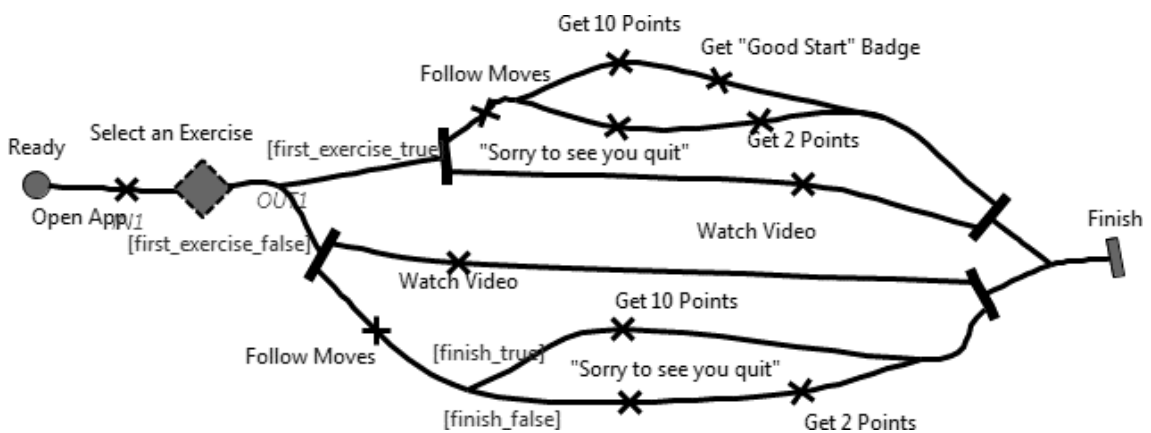 Get 10 Points
Get "Good Start" Badge
Follow Moves
Select an Exercise
Ready
[first_exercise_true
"Sorry to see you quit"
Get 2 Points
OUT1
Open App
IN1
[first_exercise_false]
Watch Video
Finish
Watch Video
Get 10 Points
Follow Moves
[finish_true]
"Sorry to see you quit"
[finish_false]
Get 2 Points